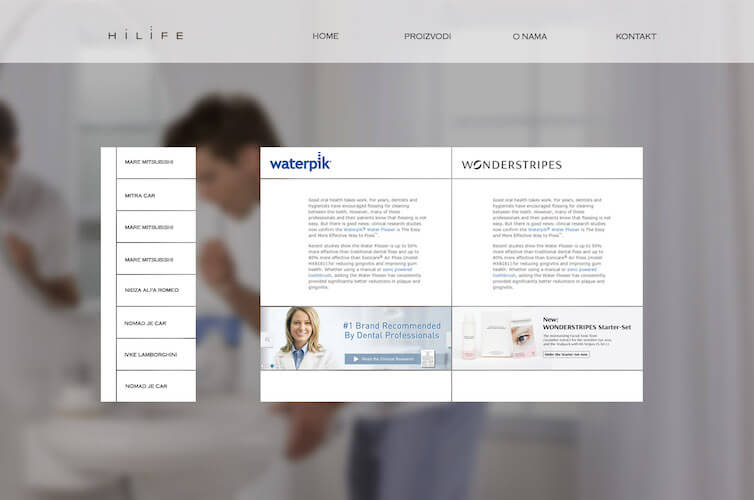 HiLiFE
HOME
PROIZVODI
O NAMA
KONTAKT
MARE MITSUBISHI
MITRA CAR
MARE MITSUBISHI
MARE MITSUBISHI
NIDZA ALFA ROMEO
NOMAD JE CAR
IVKE LAMBORGHINI
NOMAD JE CAR
waterpik
Good oral health takes work. For years, dentists and
hygienists have encouraged flossing for cleaning
between the teeth. However, many of these
professionals and their patients know that flossing is not
easy. But there is good news: clinical research studies
now confirm the Waterpik® Water Flosser is The Easy
and More Effective Way to Floss™.
Recent studies show the Water Flosser is up to 50%
more effective than traditional dental floss and up to
80% more effective than Sonicare® Air Floss (model
HX8181) for reducing gingivitis and improving gum
health. Whether using a manual or sonic powered
toothbrush, adding the Water Flosser has consistently
provided significantly better reductions in plaque and
gingivitis.
#1 Brand Recommended
By Dental Professionals
Read the Clinical Research
WONDERSTRIPES
Good oral health takes work. For years, dentists and
hygienists have encouraged flossing for cleaning
between the teeth. However, many of these
professionals and their patients know that flossing is not
easy. But there is good news: clinical research studies
now confirm the Waterpik® Water Flosser is The Easy
and More Effective Way to Floss™.
Recent studies show the Water Flosser is up to 50%
more effective than traditional dental floss and up to
80% more effective than Sonicare® Air Floss (model
HX8181) for reducing gingivitis and improving gum
health. Whether using a manual or sonic powered
toothbrush, adding the Water Flosser has consistently
provided significantly better reductions in plaque and
gingivitis.
New:
WONDERSTRIPES Starter-Set
Order the Starter Set now